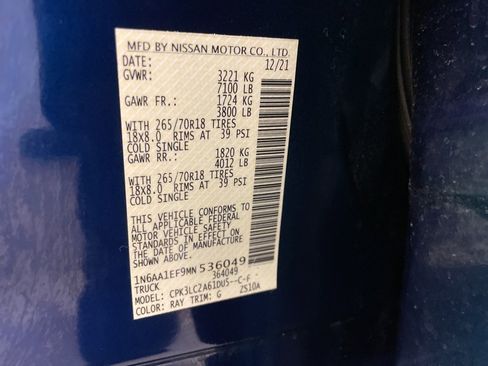 MFD BY NISSAN MOTOR CO., LTD.
DATE: 12/21
GVWR: 3221 KG
7100 LB
GAWR FR.: 1724 KG
3800 LB
WITH 265/70R18 TIRES
18x8.0 RIMS AT 39 PSI
COLD SINGLE
GAWR RR.: 1820 KG
4012 LB
WITH 265/70R18 TIRES
18x8.0 RIMS AT 39 PSI
COLD SINGLE
THIS VEHICLE CONFORMS TO
ALL APPLICABLE FEDERAL
MOTOR VEHICLE SAFETY
STANDARDS IN EFFECT
ON THE DATE OF
MANUFACTURE SHOWN
ABOVE.
1N6AA1EF9MN536049
TRUCK 364049
MODEL: CPK3LCZA61DUS--C-F -
COLOR: RAY TRIM: G ZS10A